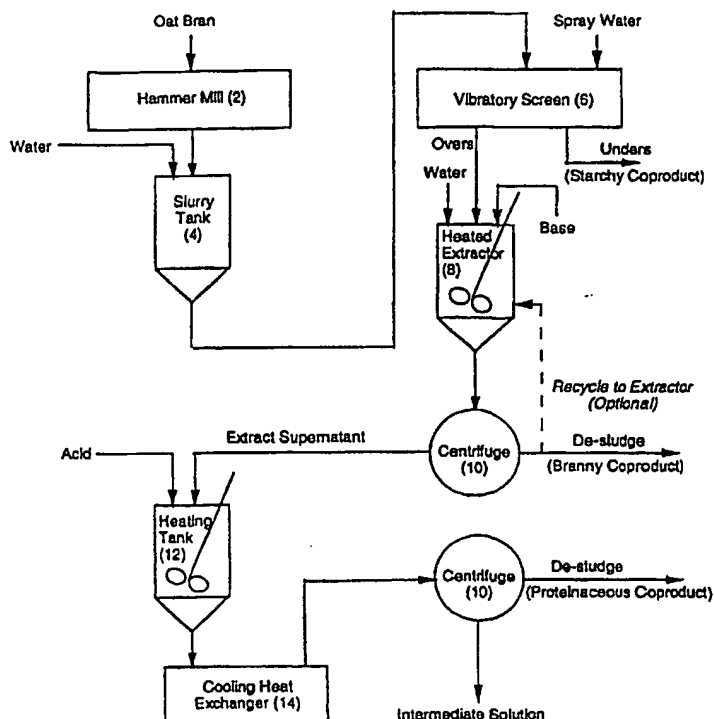 Oat Bran
Spray Water
Hammer Mill (2)
Vibratory Screen (6)
Water
Overs
Unders
(Starchy Coproduct)
Water
Slurry
Tank
(4)
Base
Heated
Extractor
(8)
Recycle to Extractor
(Optional)
Extract Supernatant
Acid
Centrifuge
(10)
De-sludge
(Branny Coproduct)
Heating
Tank
(12)
Centrifuge
(10)
De-sludge
(Proteinaceous Coproduct)
Cooling Heat
Exchanger (14)
Intermediate Solution